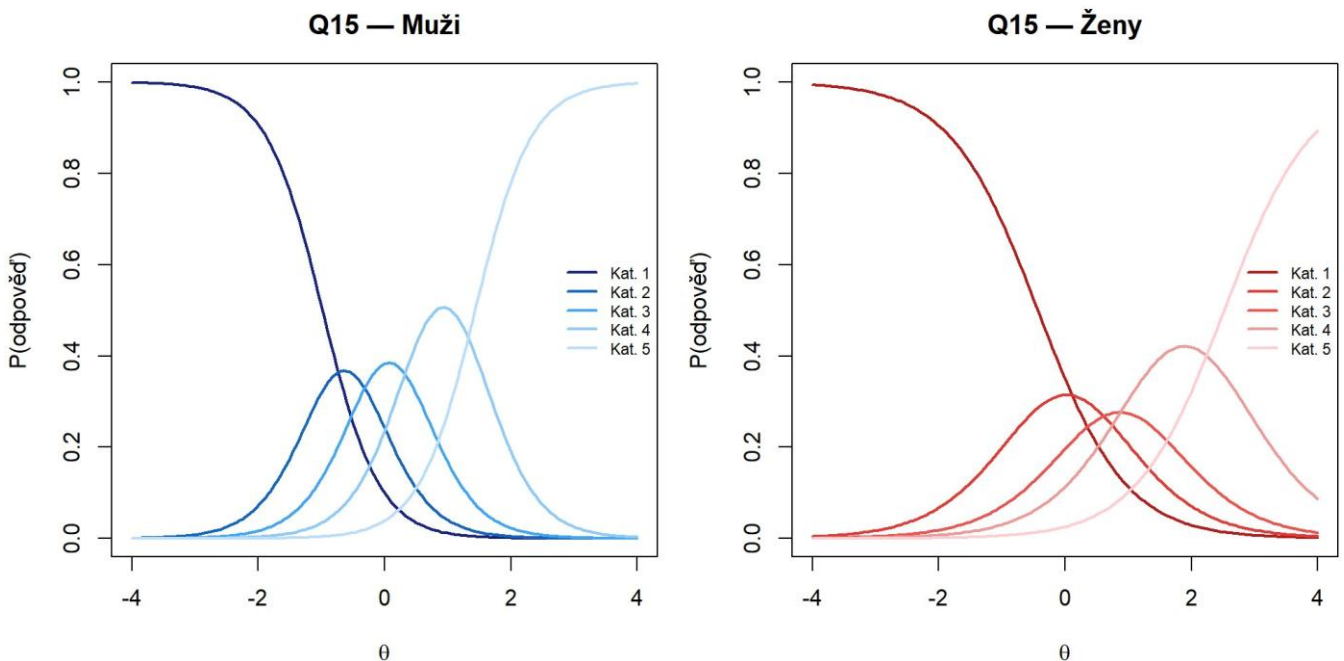 Q15 — Muži
P(odpověď)
1.0
0.8
0.6
0.4
0.2
0.0
Kat. 1
Kat. 2
Kat. 3
Kat. 4
Kat. 5
-4 -2 0 2 4
θ
Q15 — Ženy
P(odpověď)
1.0
0.8
0.6
0.4
0.2
0.0
Kat. 1
Kat. 2
Kat. 3
Kat. 4
Kat. 5
-4 -2 0 2 4
θ